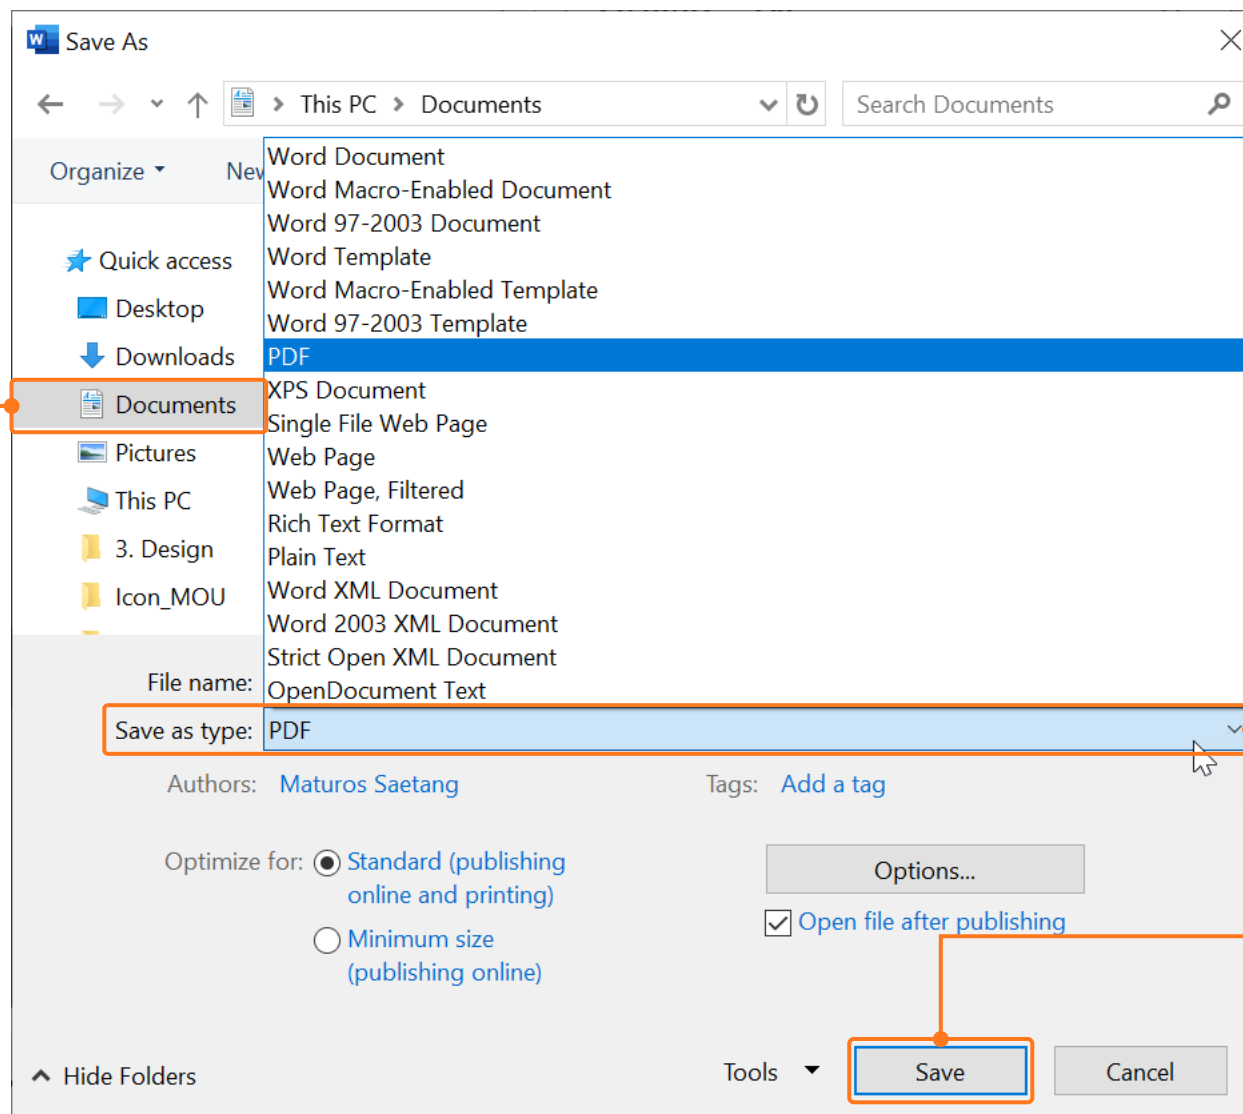 Save As
This PC > Documents
Search Documents
Organize
Nev
Word Document
Word Macro-Enabled Document
Word 97-2003 Document
Word Template
Word Macro-Enabled Template
Word 97-2003 Template
PDF
XPS Document
Single File Web Page
Web Page
Web Page, Filtered
Rich Text Format
Plain Text
Word XML Document
Word 2003 XML Document
Strict Open XML Document
OpenDocument Text
Quick access
Desktop
Downloads
Documents
Pictures
This PC
3. Design
Icon_MOU
File name:
Save as type: PDF
Authors: Maturos Saetang
Tags: Add a tag
Optimize for: Standard (publishing
online and printing)
Minimum size
(publishing online)
Options...
Open file after publishing
Hide Folders
Tools
Save
Cancel